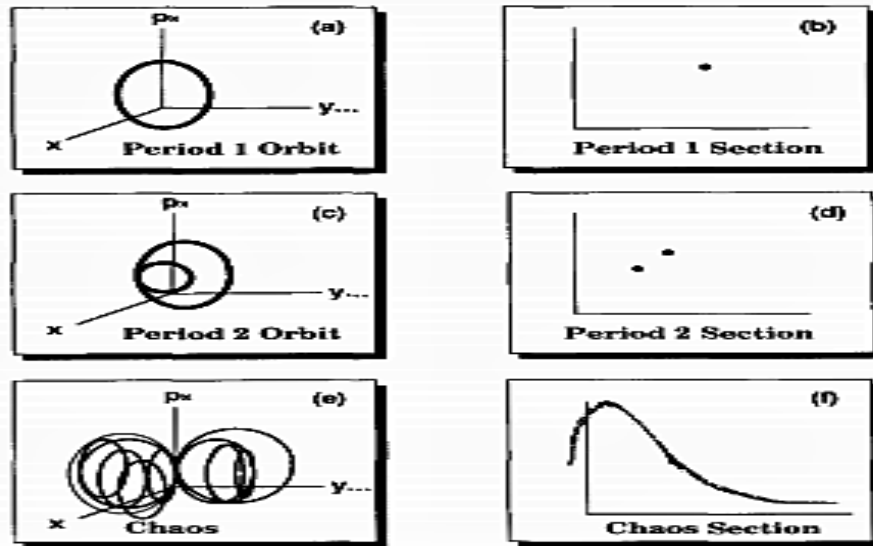 Px
(a)
y...
x
Period 1 Orbit
(b)
Period 1 Section
Px
(c)
y...
x
Period 2 Orbit
(d)
Period 2 Section
Px
(e)
y...
x
Chaos
(f)
Chaos Section